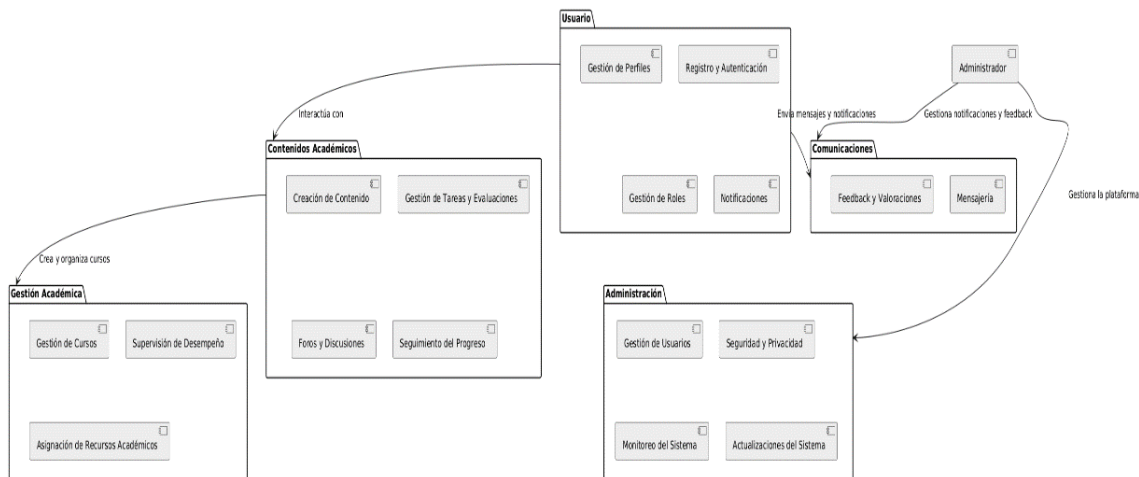 Usuario
Gestión de Perfiles
Registro y Autenticación
Administrador
Interactúa con
Envía mensajes y notificaciones
Gestiona notificaciones y feedback
Contenidos Académicos
Comunicaciones
Creación de Contenido
Gestión de Tareas y Evaluaciones
Gestión de Roles
Notificaciones
Feedback y Valoraciones
Mensajería
Gestiona la plataforma
Crea y organiza cursos
Gestión Académica
Administración
Gestión de Cursos
Supervisión de Desempeño
Foros y Discusiones
Seguimiento del Progreso
Gestión de Usuarios
Seguridad y Privacidad
Asignación de Recursos Académicos
Monitoreo del Sistema
Actualizaciones del Sistema